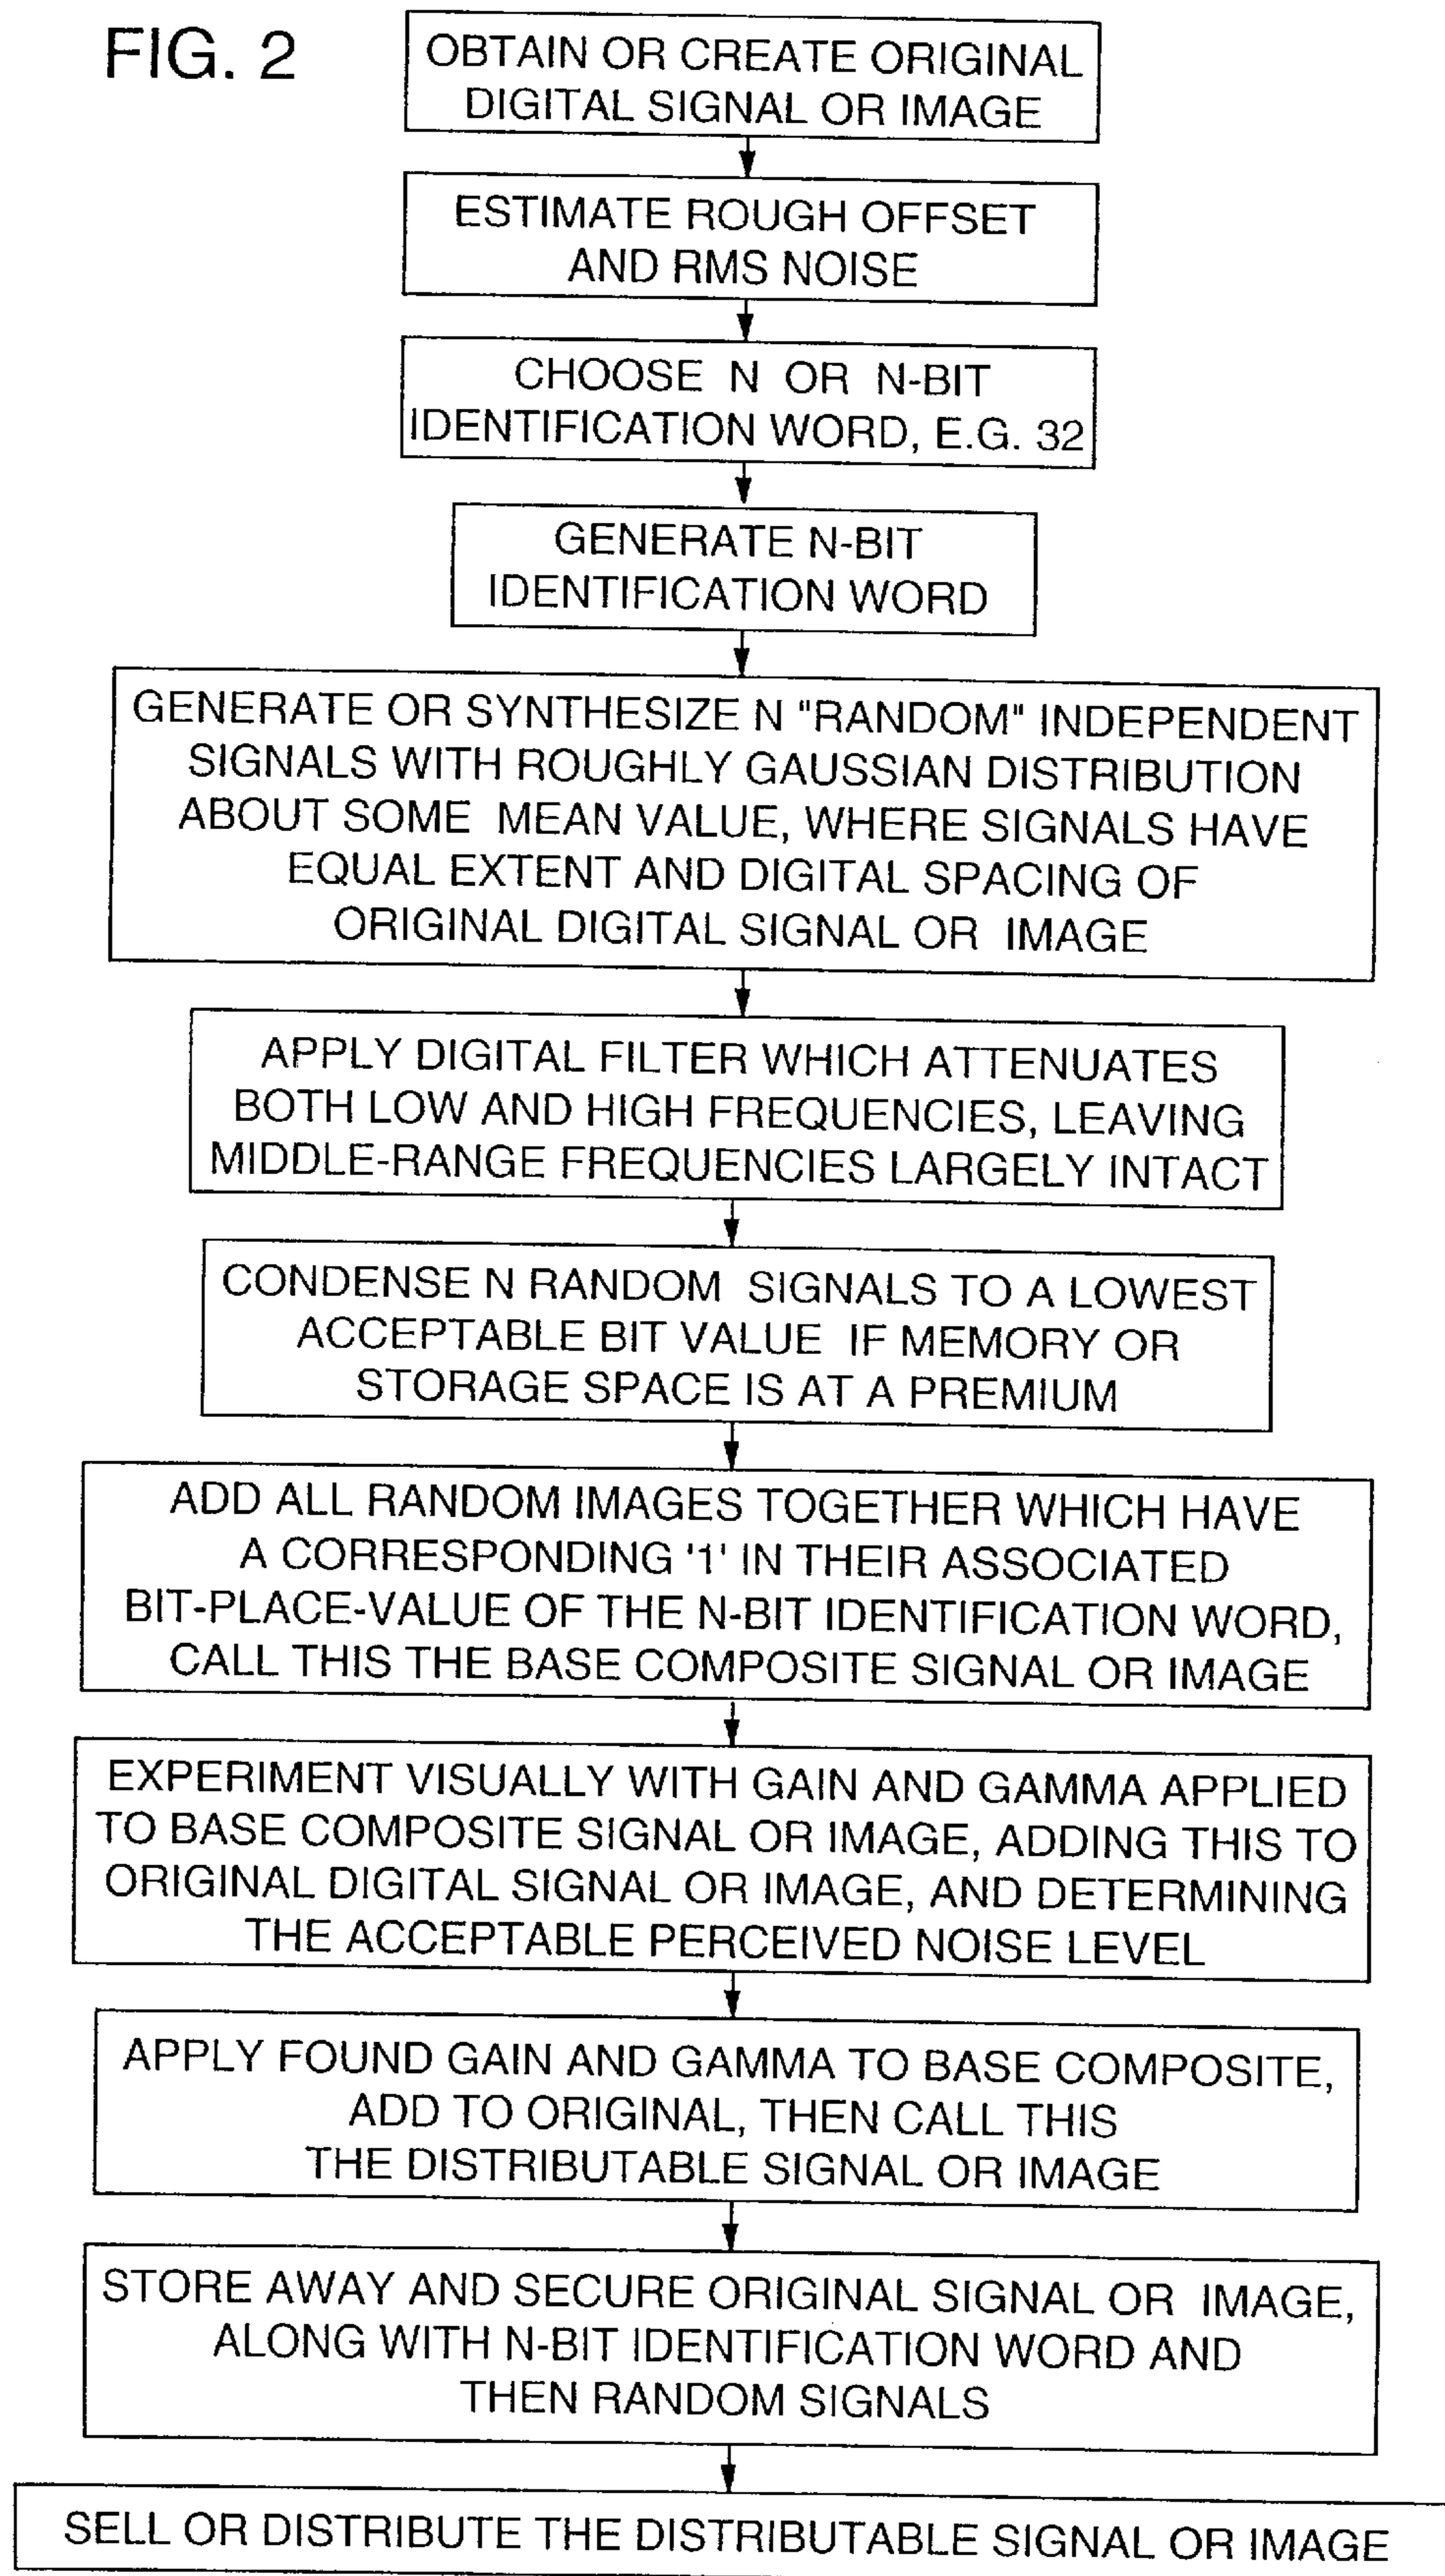 FIG. 2
OBTAIN OR CREATE ORIGINAL
DIGITAL SIGNAL OR IMAGE
ESTIMATE ROUGH OFFSET
AND RMS NOISE
CHOOSE N OR N-BIT
IDENTIFICATION WORD, E.G. 32
GENERATE N-BIT
IDENTIFICATION WORD
GENERATE OR SYNTHESIZE N "RANDOM" INDEPENDENT
SIGNALS WITH ROUGHLY GAUSSIAN DISTRIBUTION
ABOUT SOME MEAN VALUE, WHERE SIGNALS HAVE
EQUAL EXTENT AND DIGITAL SPACING OF
ORIGINAL DIGITAL SIGNAL OR IMAGE
APPLY DIGITAL FILTER WHICH ATTENUATES
BOTH LOW AND HIGH FREQUENCIES, LEAVING
MIDDLE-RANGE FREQUENCIES LARGELY INTACT
CONDENSE N RANDOM SIGNALS TO A LOWEST
ACCEPTABLE BIT VALUE IF MEMORY OR
STORAGE SPACE IS AT A PREMIUM
ADD ALL RANDOM IMAGES TOGETHER WHICH HAVE
A CORRESPONDING '1' IN THEIR ASSOCIATED
BIT-PLACE-VALUE OF THE N-BIT IDENTIFICATION WORD,
CALL THIS THE BASE COMPOSITE SIGNAL OR IMAGE
EXPERIMENT VISUALLY WITH GAIN AND GAMMA APPLIED
TO BASE COMPOSITE SIGNAL OR IMAGE, ADDING THIS TO
ORIGINAL DIGITAL SIGNAL OR IMAGE, AND DETERMINING
THE ACCEPTABLE PERCEIVED NOISE LEVEL
APPLY FOUND GAIN AND GAMMA TO BASE COMPOSITE,
ADD TO ORIGINAL, THEN CALL THIS
THE DISTRIBUTABLE SIGNAL OR IMAGE
STORE AWAY AND SECURE ORIGINAL SIGNAL OR IMAGE,
ALONG WITH N-BIT IDENTIFICATION WORD AND
THEN RANDOM SIGNALS
SELL OR DISTRIBUTE THE DISTRIBUTABLE SIGNAL OR IMAGE